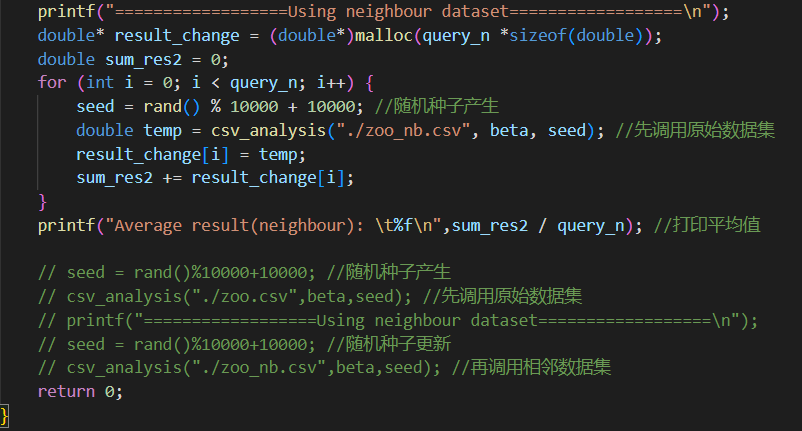 printf("==================Using neighbour dataset==================\n");
double* result_change = (double*)malloc(query_n *sizeof(double));
double sum_res2 = 0;
for (int i = 0; i < query_n; i++) {
seed = rand() % 10000 + 10000; //随机种子产生
double temp = csv_analysis("./zoo_nb.csv", beta, seed); //先调用原始数据集
result_change[i] = temp;
sum_res2 += result_change[i];
}
printf("Average result(neighbour): \t%f\n",sum_res2 / query_n); //打印平均值
// seed = rand()%10000+10000; //随机种子产生
// csv_analysis("./zoo.csv",beta,seed); //先调用原始数据集
// printf("==================Using neighbour dataset==================\n");
// seed = rand()%10000+10000; //随机种子更新
// csv_analysis("./zoo_nb.csv",beta,seed); //再调用相邻数据集
return 0;
}